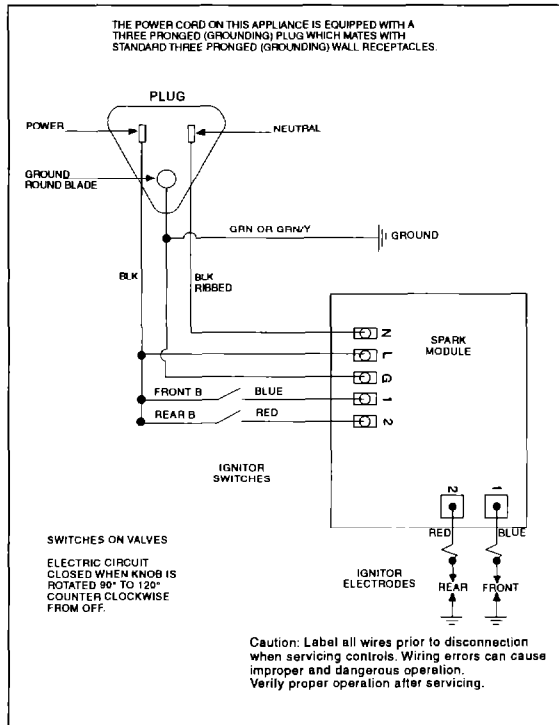 THE POWER CORD ON THIS APPLIANCE IS EQUIPPED WITH A
THREE PRONGED (GROUNDING) PLUG WHICH MATES WITH
STANDARD THREE PRONGED (GROUNDING) WALL RECEPTACLES.
PLUG
POWER
NEUTRAL
GROUND
ROUND BLADE
GRN OR GRN/Y
GROUND
BLK
BLK
RIBBED
SPARK
MODULE
N
L
G
1
2
FRONT B
BLUE
REAR B
RED
IGNITOR
SWITCHES
2
1
RED
BLUE
SWITCHES ON VALVES
ELECTRIC CIRCUIT
CLOSED WHEN KNOB IS
ROTATED 90° TO 120°
COUNTER CLOCKWISE
FROM OFF.
IGNITOR
ELECTRODES
REAR
FRONT
Caution: Label all wires prior to disconnection
when servicing controls. Wiring errors can cause
improper and dangerous operation.
Verify proper operation after servicing.